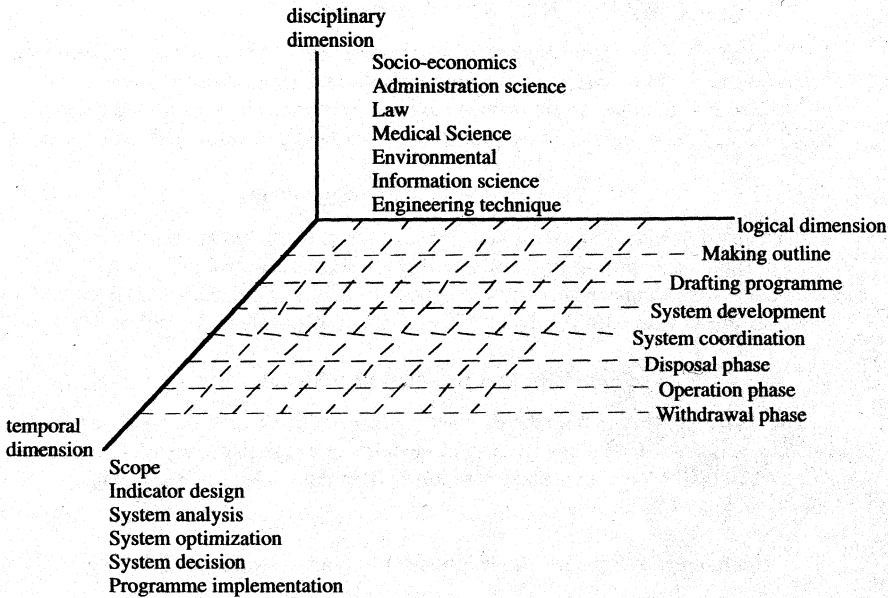 disciplinary
dimension
Socio-economics
Administration science
Law
Medical Science
Environmental
Information science
Engineering technique
logical dimension
Making outline
Drafting programme
System development
System coordination
Disposal phase
Operation phase
Withdrawal phase
temporal
dimension
Scope
Indicator design
System analysis
System optimization
System decision
Programme implementation